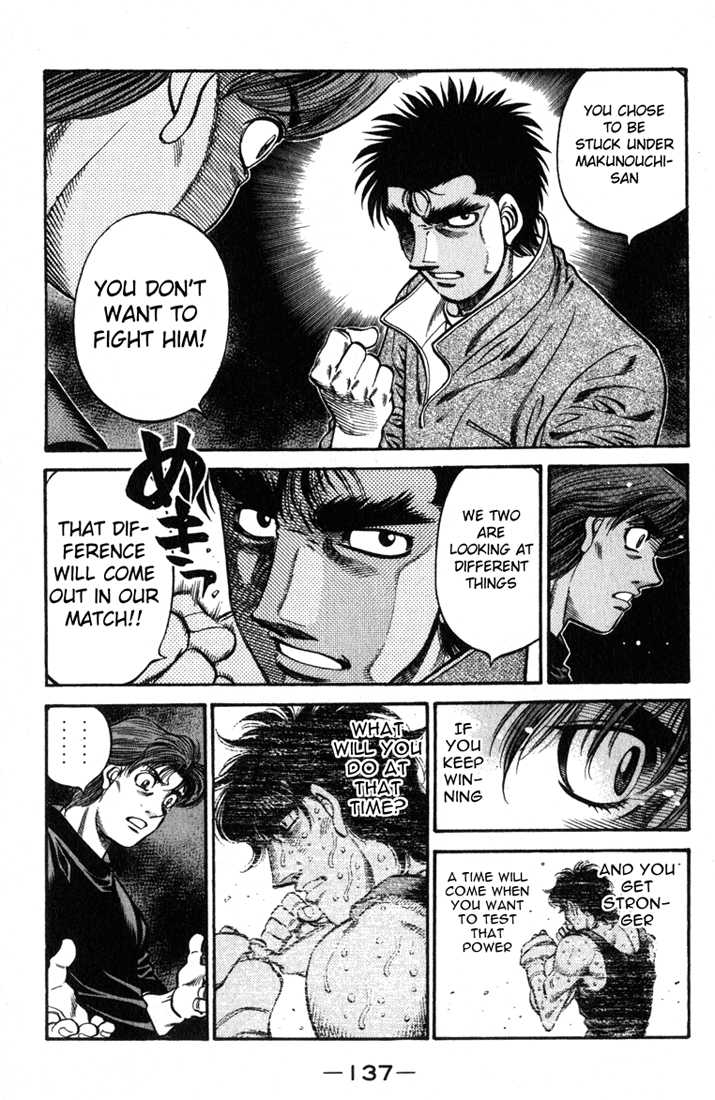 YOU CHOSE
TO BE
STUCK UNDER
MAKUNOUCHI-
SAN
YOU DON'T
WANT TO
FIGHT HIM!
WE TWO
ARE
LOOKING AT
DIFFERENT
THINGS
めキッ
THAT DIF-
FERENCE
WILL COME
OUT IN OUR
MATCH!!
IF
YOU
KEEP
WIN-
NING
AND YOU
GET
STRON-
GER
A TIME WILL
COME WHEN
YOU WANT
TO TEST
THAT
POWER
WHAT
WILL YOU
DO AT
THAT
TIME?
......
—137—